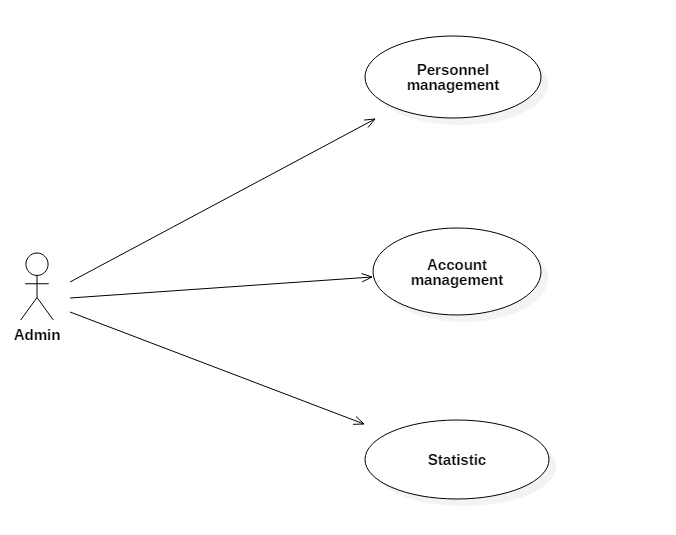 Personnel
management
Account
management
Admin
Statistic